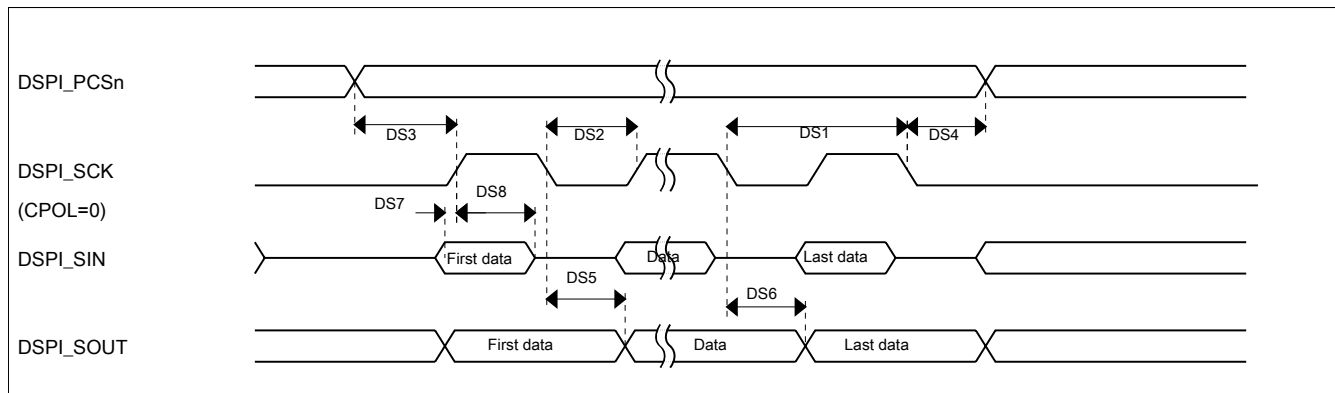 DSPI_PCSn
DS3
DS2
DS1
DS4
DSPI_SCK
(CPOL=0)
DS7
DS8
DSPI_SIN
First data
Data
Last data
DS5
DS6
DSPI_SOUT
First data
Data
Last data